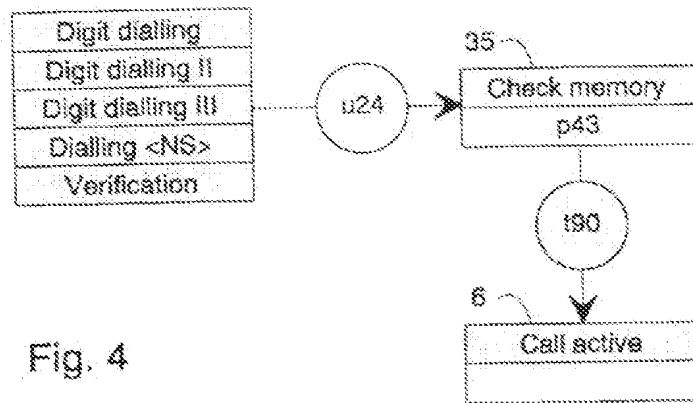 Digit dialling
Digit dialling II
Digit dialling III
Dialling <NS>
Verification
u24
35
Check memory
p43
t90
6
Call active
Fig. 4